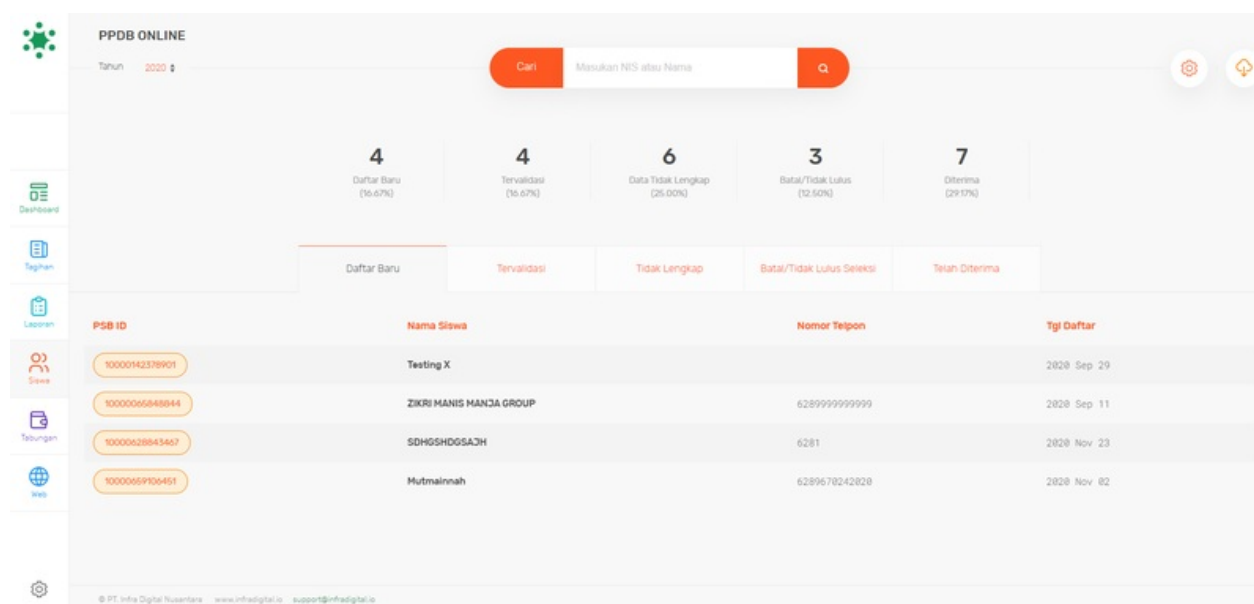 PPDB ONLINE
Tahun 2020
Cari Masukan NIS atau Nama
4 4 6 3 7
Daftar Baru Tervalidasi Data Tidak Lengkap Batal/Tidak Lulus Diterima
(16.67%) (16.67%) (25.00%) (12.50%) (29.17%)
Dashboard
Tagihan
Laporan
Siswa
Tabungan
Web
Daftar Baru Tervalidasi Tidak Lengkap Batal/Tidak Lulus Seleksi Telah Diterima
PSB ID Nama Siswa Nomor Telpon Tgl Daftar
10000142378901 Testing X 2020 Sep 29
10000065848844 ZIKRI MANIS MANJA GROUP 6289999999999 2020 Sep 11
10000628843467 SDHGSHDGSAJH 6281 2020 Nov 23
10000659106451 Mutmainnah 6289670242020 2020 Nov 02
© PT. Infra Digital Nusantara www.infradigital.io support@infradigital.io